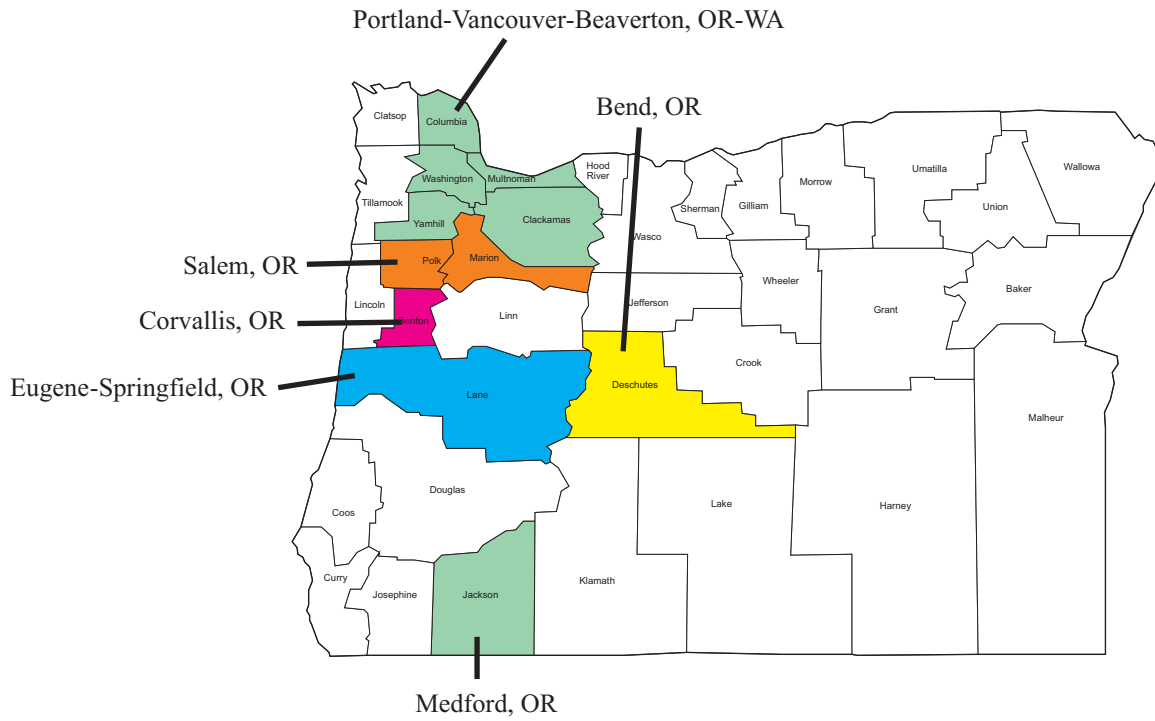 Portland-Vancouver-Beaverton, OR-WA
Bend, OR
Clatsop
Columbia
Hood
River
Umatilla
Wallowa
Washington
Multnomah
Morrow
Tillamook
Sherman
Gilliam
Union
Yamhill
Clackamas
Wasco
Salem, OR
Polk
Marion
Wheeler
Baker
Lincoln
Jefferson
Corvallis, OR
Benton
Linn
Grant
Crook
Eugene-Springfield, OR
Lane
Deschutes
Malheur
Douglas
Lake
Harney
Coos
Curry
Josephine
Jackson
Klamath
Medford, OR